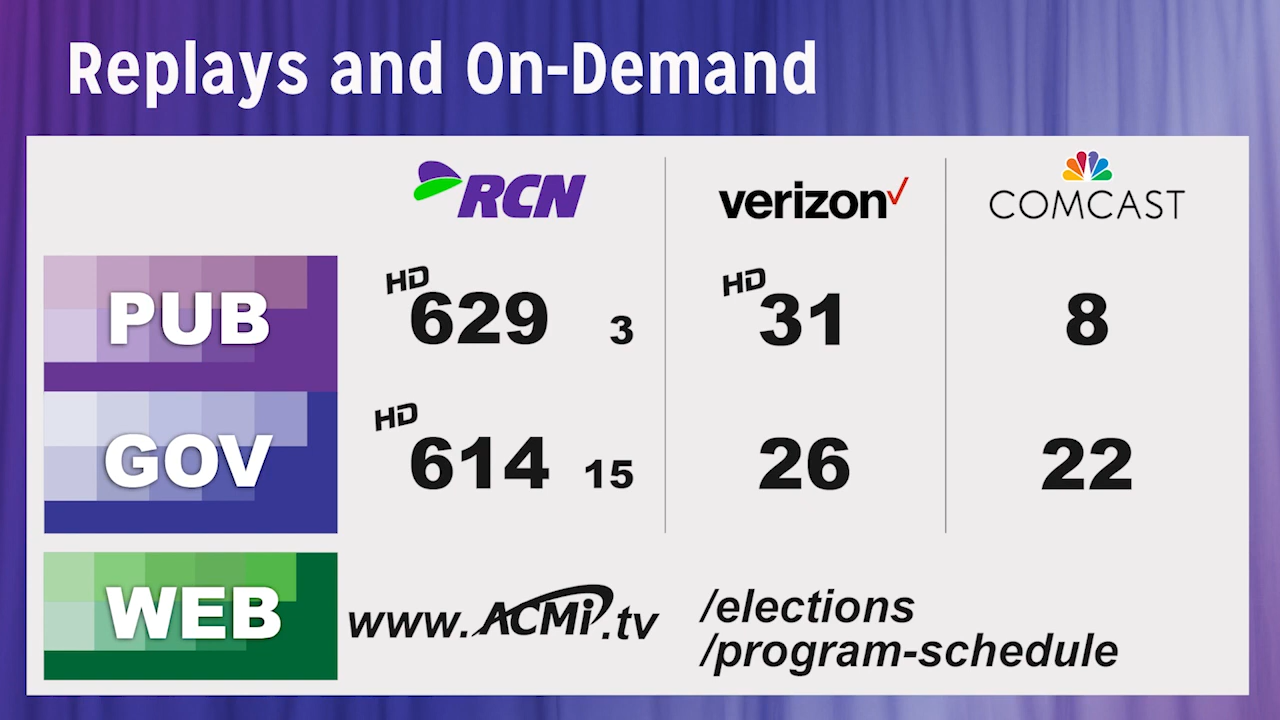 Replays and On-Demand
RCN verizon COMCAST
PUB HD 629 3 HD 31 8
GOV HD 614 15 26 22
WEB www.ACMi.tv /elections
/program-schedule